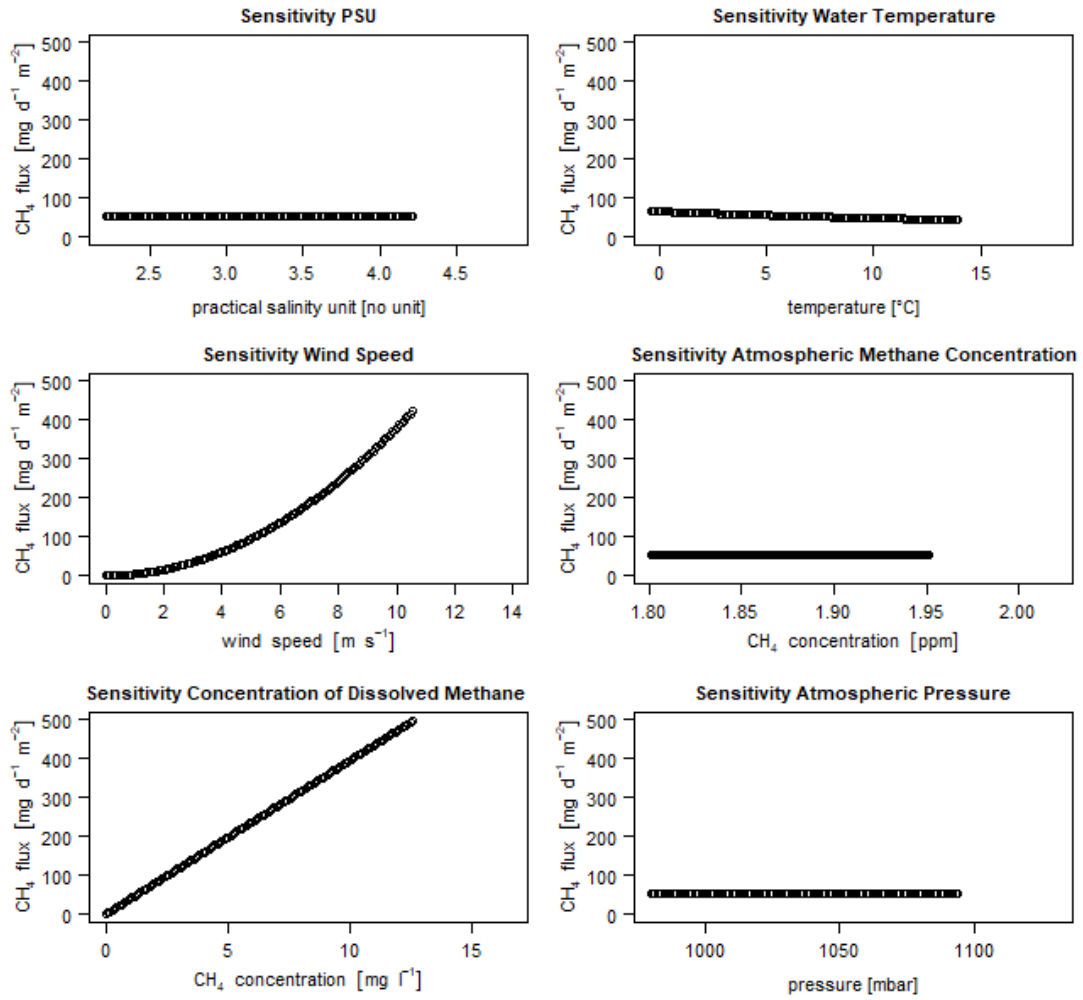 Sensitivity PSU
CH₄ flux [mg d⁻¹ m⁻²]
500
400
300
200
100
0
2.5 3.0 3.5 4.0 4.5
practical salinity unit [no unit]
Sensitivity Water Temperature
CH₄ flux [mg d⁻¹ m⁻²]
500
400
300
200
100
0
0 5 10 15
temperature [°C]
Sensitivity Wind Speed
CH₄ flux [mg d⁻¹ m⁻²]
500
400
300
200
100
0
0 2 4 6 8 10 12 14
wind speed [m s⁻¹]
Sensitivity Atmospheric Methane Concentration
CH₄ flux [mg d⁻¹ m⁻²]
500
400
300
200
100
0
1.80 1.85 1.90 1.95 2.00
CH₄ concentration [ppm]
Sensitivity Concentration of Dissolved Methane
CH₄ flux [mg d⁻¹ m⁻²]
500
400
300
200
100
0
0 5 10 15
CH₄ concentration [mg l⁻¹]
Sensitivity Atmospheric Pressure
CH₄ flux [mg d⁻¹ m⁻²]
500
400
300
200
100
0
1000 1050 1100
pressure [mbar]